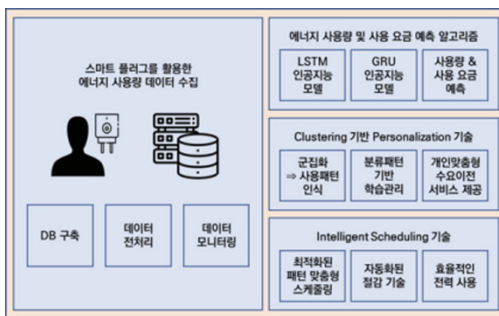 스마트 플러그를 활용한
에너지 사용량 데이터 수집
DB 구축
데이터
전처리
데이터
모니터링
에너지 사용량 및 사용 요금 예측 알고리즘
LSTM
인공지능
모델
GRU
인공지능
모델
사용량 &
사용 요금
예측
Clustering 기반 Personalization 기술
군집화
⇒ 사용패턴
인식
분류패턴
기반
학습관리
개인맞춤형
수요이전
서비스 제공
Intelligent Scheduling 기술
최적화된
패턴 맞춤형
스케줄링
자동화된
절감 기술
효율적인
전력 사용